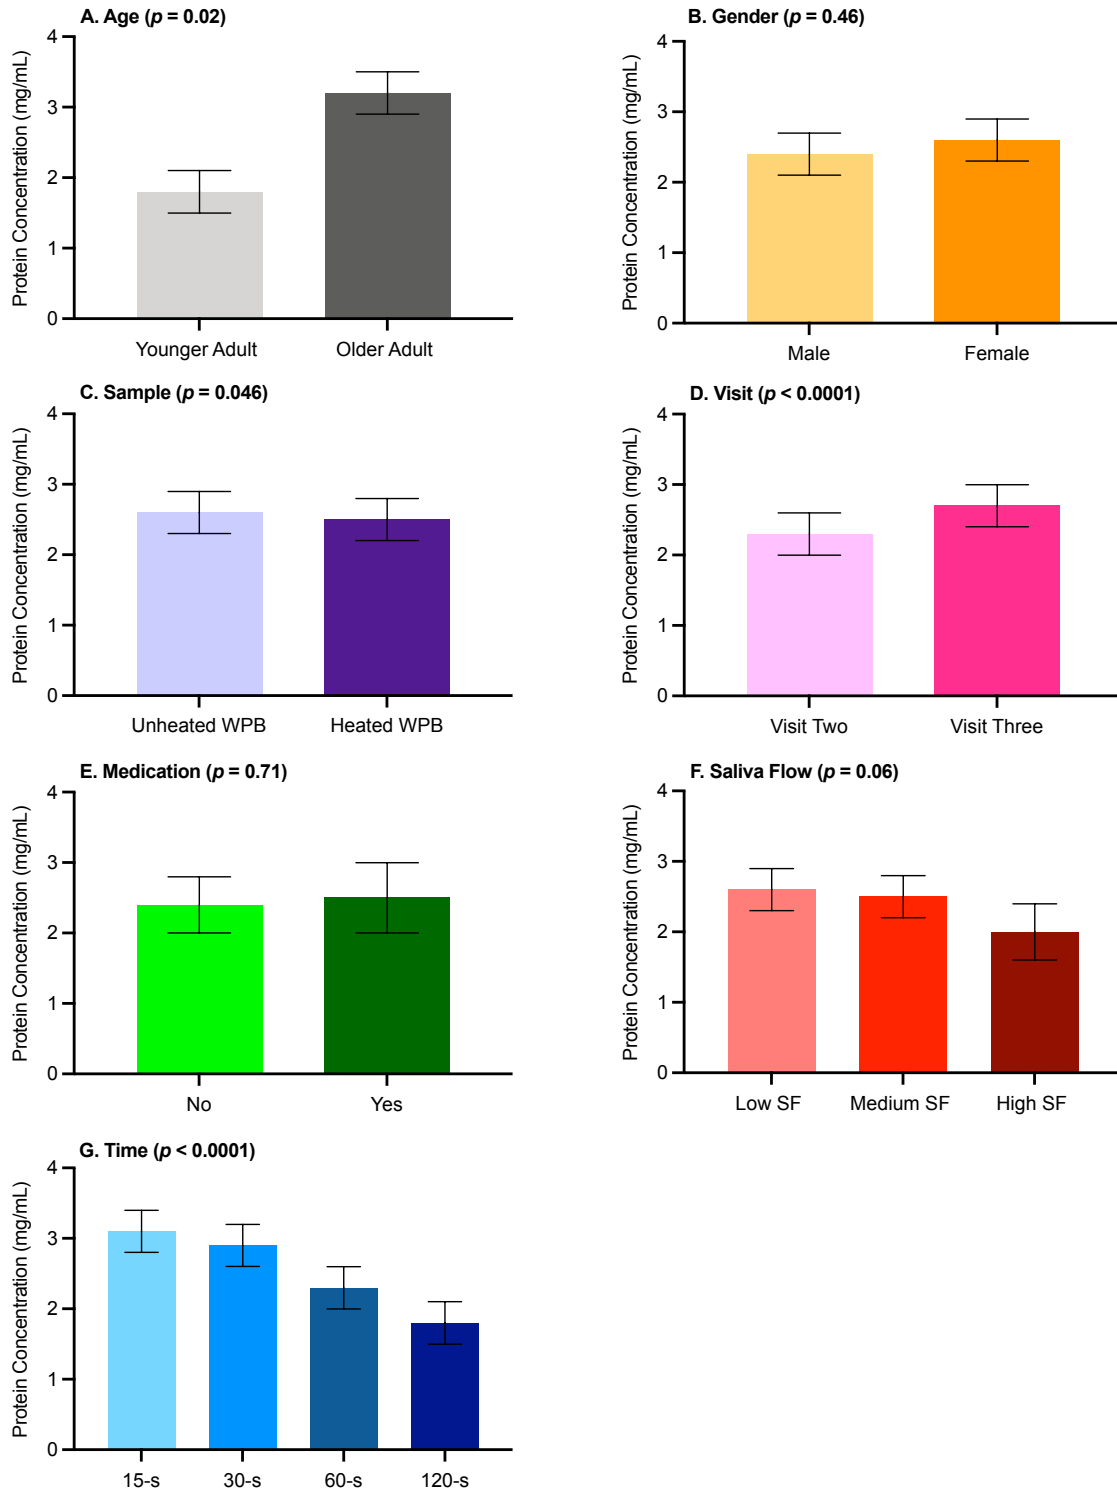 A. Age (p = 0.02)
Protein Concentration (mg/mL)
4
3
2
1
0
Younger Adult
Older Adult
B. Gender (p = 0.46)
Protein Concentration (mg/mL)
4
3
2
1
0
Male
Female
C. Sample (p = 0.046)
Protein Concentration (mg/mL)
4
3
2
1
0
Unheated WPB
Heated WPB
D. Visit (p < 0.0001)
Protein Concentration (mg/mL)
4
3
2
1
0
Visit Two
Visit Three
E. Medication (p = 0.71)
Protein Concentration (mg/mL)
4
3
2
1
0
No
Yes
F. Saliva Flow (p = 0.06)
Protein Concentration (mg/mL)
4
3
2
1
0
Low SF
Medium SF
High SF
G. Time (p < 0.0001)
Protein Concentration (mg/mL)
4
3
2
1
0
15-s
30-s
60-s
120-s